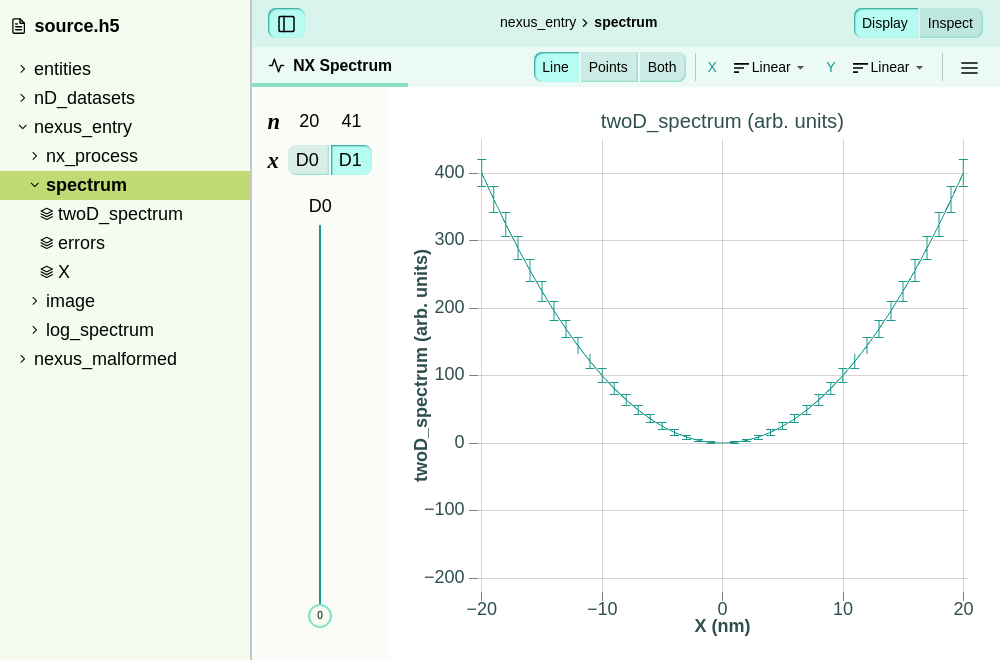 source.h5
entities
nD_datasets
nexus_entry
nx_process
spectrum
twoD_spectrum
errors
X
image
log_spectrum
nexus_malformed
nexus_entry > spectrum
Display Inspect
NX Spectrum
Line Points Both X Linear Y Linear
n 20 41
x D0 D1
D0
0
twoD_spectrum (arb. units)
400
300
200
100
0
−100
−200
twoD_spectrum (arb. units)
−20 −10 0 10 20
X (nm)